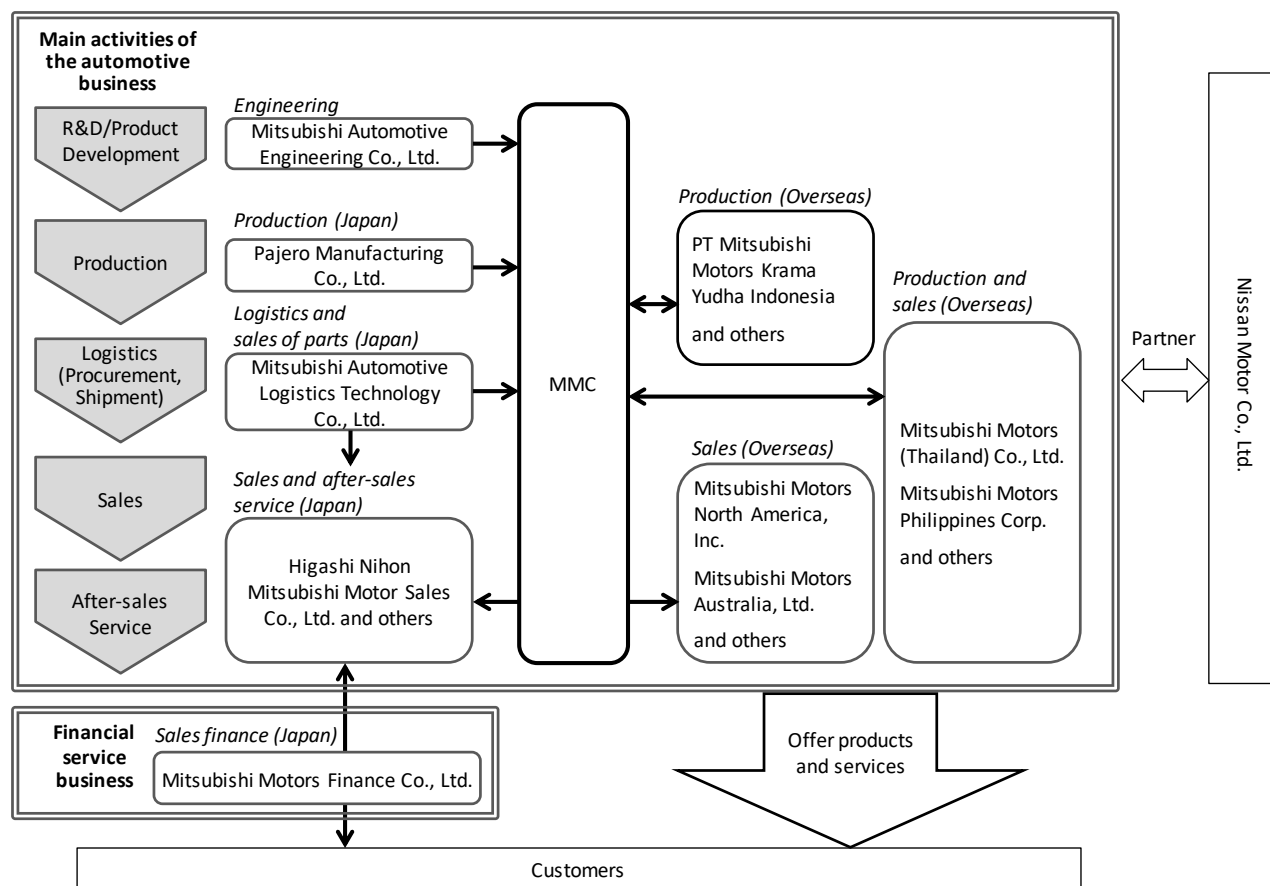 Main activities of
the automotive
business
R&D/Product
Development
Production
Logistics
(Procurement,
Shipment)
Sales
After-sales
Service
Engineering
Mitsubishi Automotive
Engineering Co., Ltd.
Production (Japan)
Pajero Manufacturing
Co., Ltd.
Logistics and
sales of parts (Japan)
Mitsubishi Automotive
Logistics Technology
Co., Ltd.
Sales and after-sales
service (Japan)
Higashi Nihon
Mitsubishi Motor Sales
Co., Ltd. and others
MMC
Production (Overseas)
PT Mitsubishi
Motors Krama
Yudha Indonesia
and others
Sales (Overseas)
Mitsubishi Motors
North America,
Inc.
Mitsubishi Motors
Australia, Ltd.
and others
Production and
sales (Overseas)
Mitsubishi Motors
(Thailand) Co., Ltd.
Mitsubishi Motors
Philippines Corp.
and others
Partner
Nissan Motor Co., Ltd.
Financial
service
business
Sales finance (Japan)
Mitsubishi Motors Finance Co., Ltd.
Offer products
and services
Customers